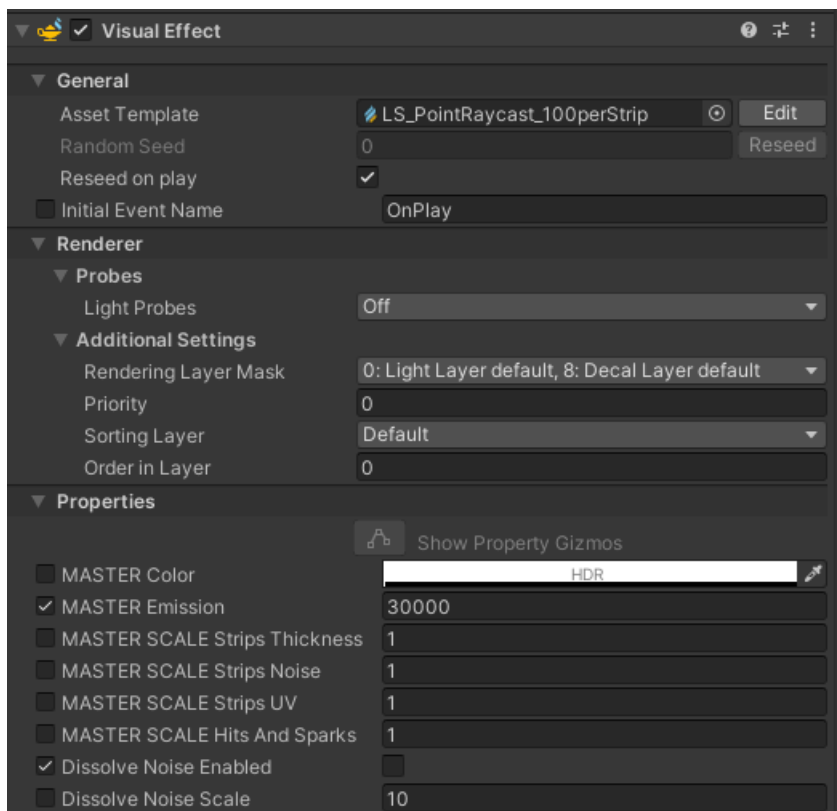 Visual Effect
General
Asset Template LS_PointRaycast_100perStrip Edit
Random Seed 0 Reseed
Reseed on play
Initial Event Name OnPlay
Renderer
Probes
Light Probes Off
Additional Settings
Rendering Layer Mask 0: Light Layer default, 8: Decal Layer default
Priority 0
Sorting Layer Default
Order in Layer 0
Properties
Show Property Gizmos
MASTER Color HDR
MASTER Emission 30000
MASTER SCALE Strips Thickness 1
MASTER SCALE Strips Noise 1
MASTER SCALE Strips UV 1
MASTER SCALE Hits And Sparks 1
Dissolve Noise Enabled
Dissolve Noise Scale 10